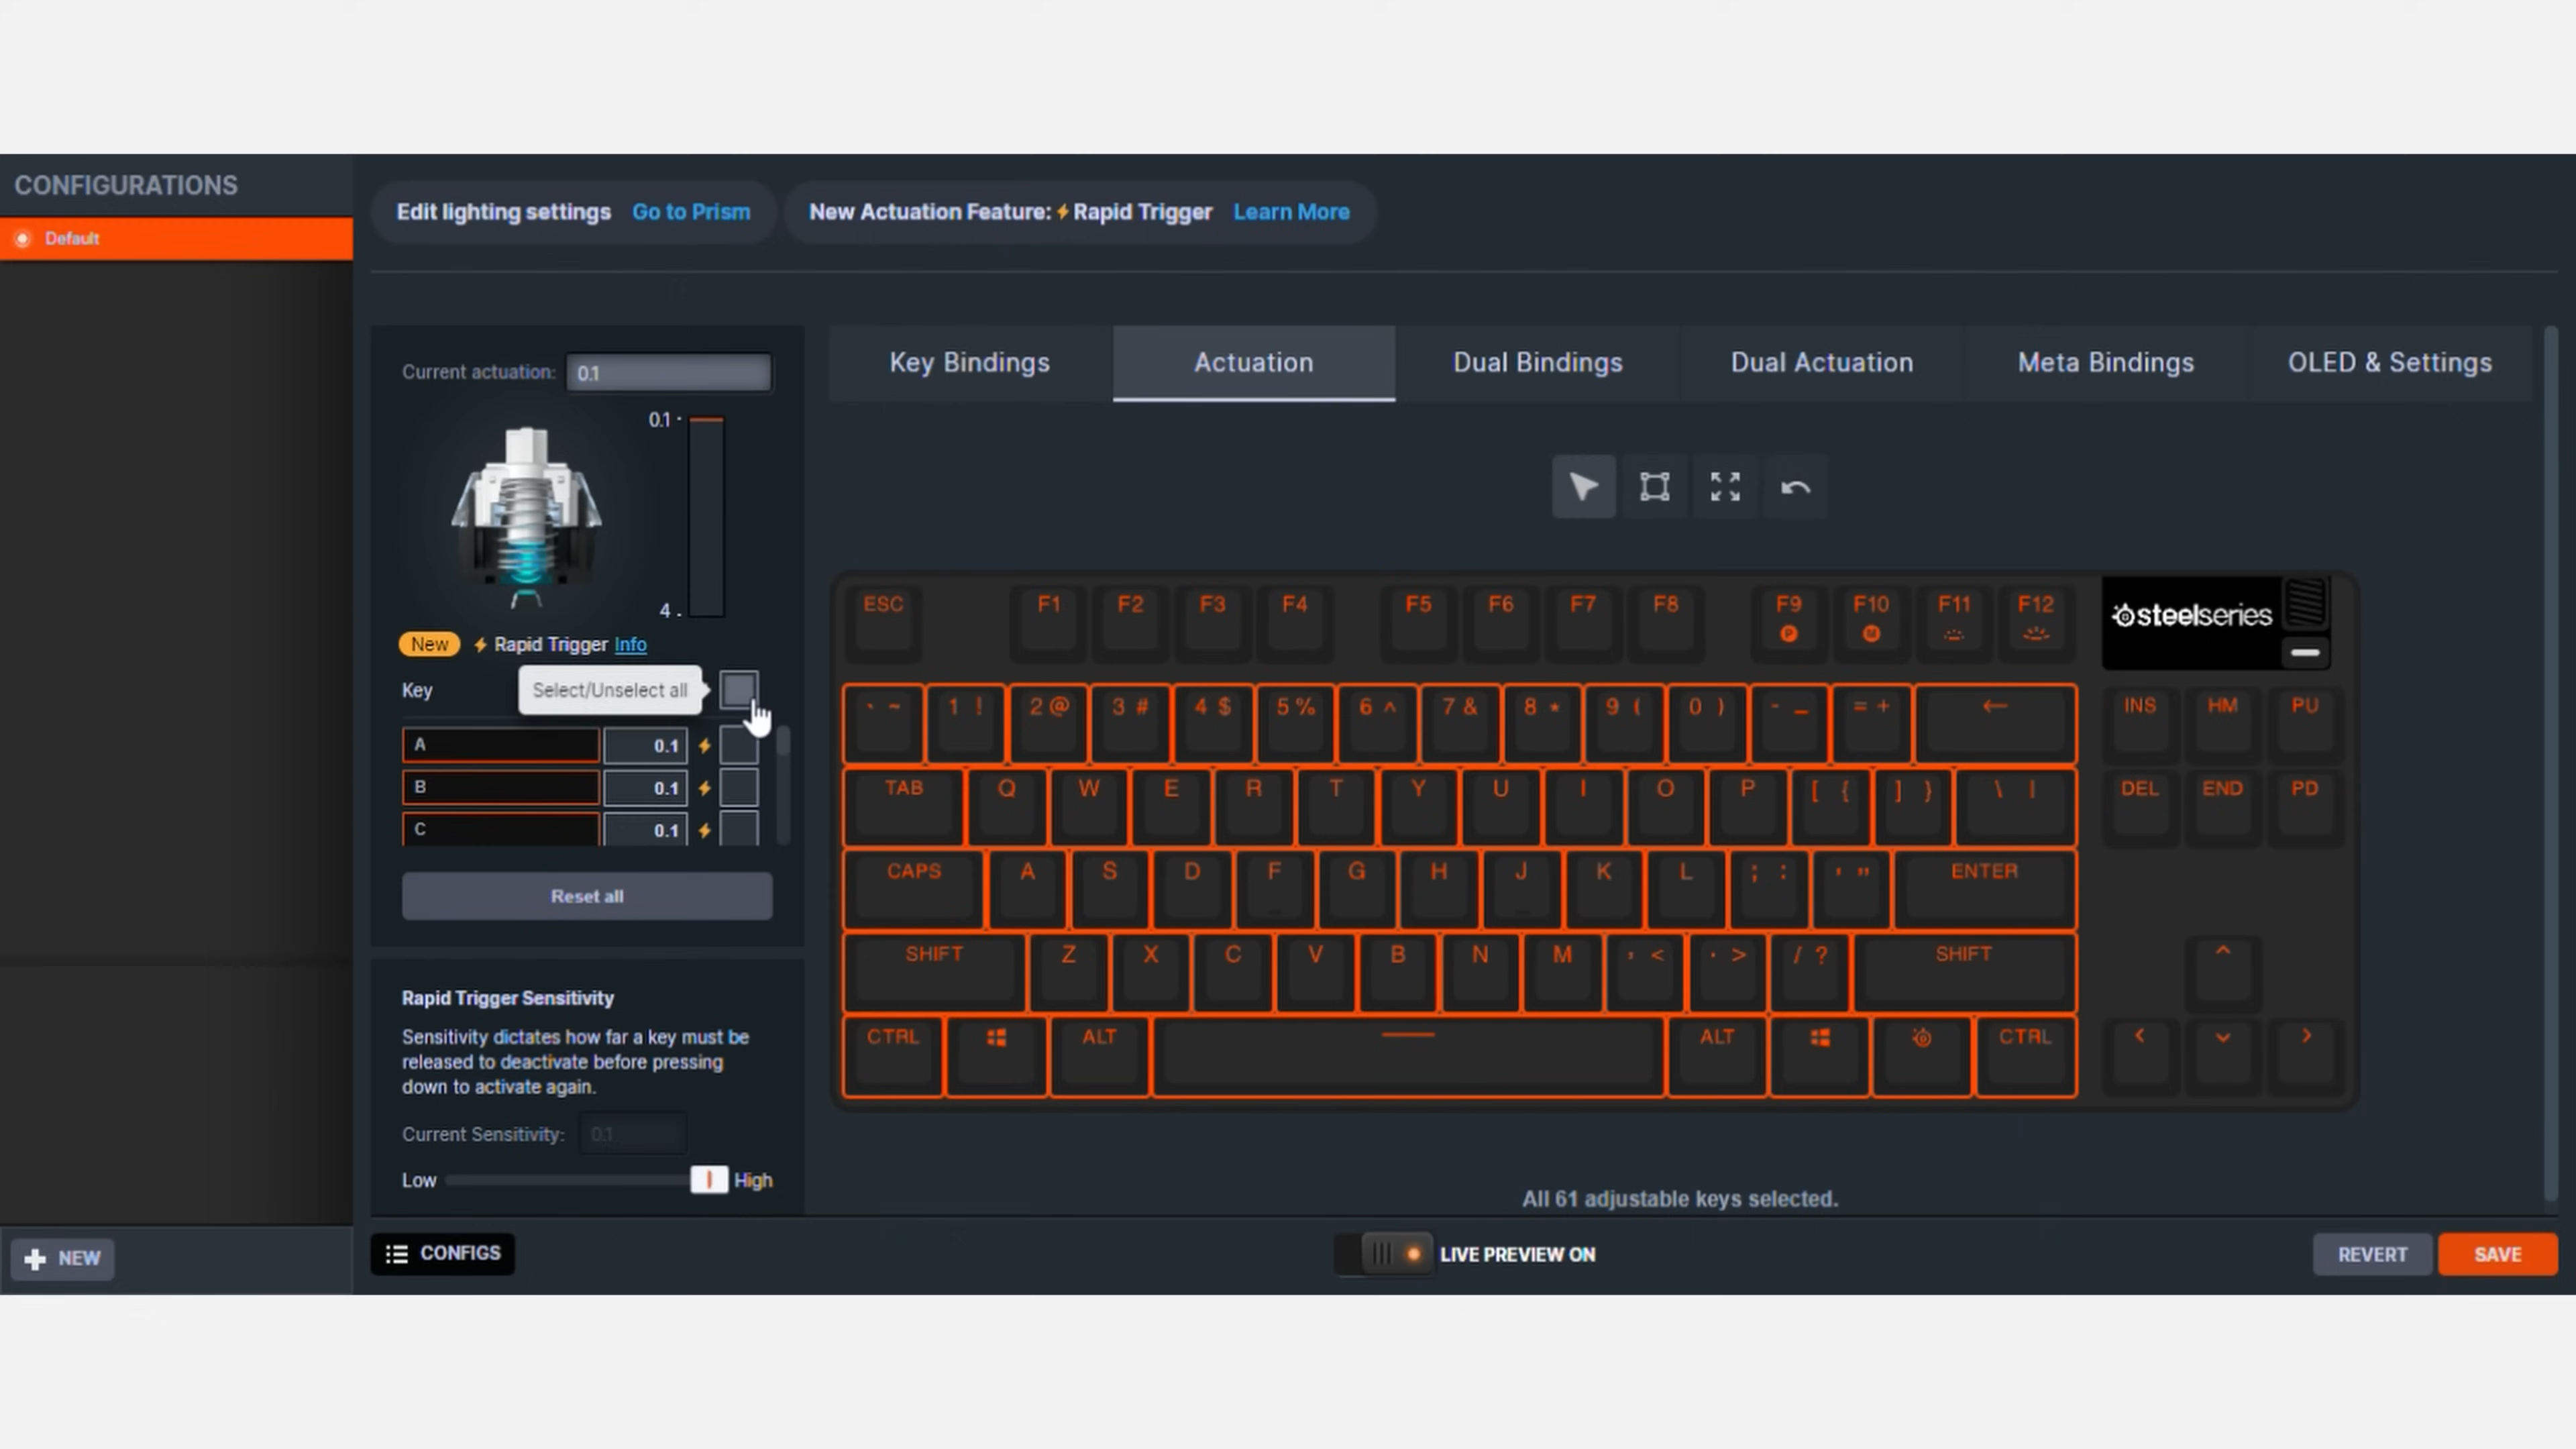 CONFIGURATIONS
Default
Edit lighting settings Go to Prism
New Actuation Feature: Rapid Trigger Learn More
Current actuation: 0.1
0.1 -
4 -
New Rapid Trigger Info
Key
Select/Unselect all
A 0.1
B 0.1
C 0.1
Reset all
Rapid Trigger Sensitivity
Sensitivity dictates how far a key must be
released to deactivate before pressing
down to activate again.
Current Sensitivity: 0.1
Low High
Key Bindings Actuation Dual Bindings Dual Actuation Meta Bindings OLED & Settings
ESC F1 F2 F3 F4 F5 F6 F7 F8 F9 F10 F11 F12
P M
steelseries
` ~ 1 ! 2 @ 3 # 4 $ 5 % 6 ^ 7 & 8 * 9 ( 0 ) - _ = + ← INS HM PU
TAB Q W E R T Y U I O P [ { ] } \ | DEL END PD
CAPS A S D F G H J K L ; : ' " ENTER
SHIFT Z X C V B N M , < . > / ? SHIFT ^
CTRL ALT ALT CTRL < ⌄ >
All 61 adjustable keys selected.
+ NEW
CONFIGS
LIVE PREVIEW ON
REVERT SAVE